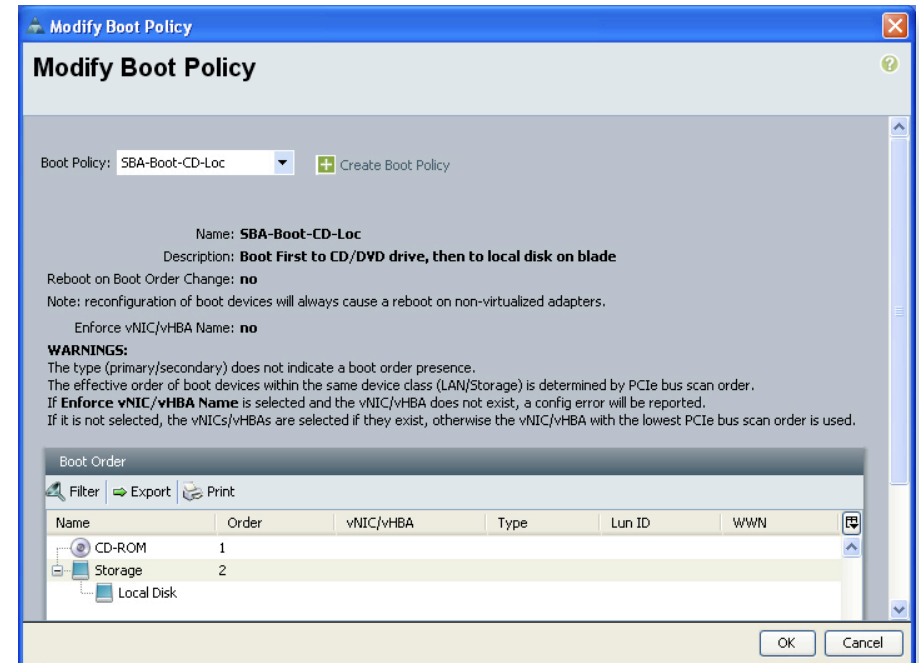 Modify Boot Policy
Modify Boot Policy
Boot Policy: SBA-Boot-CD-Loc Create Boot Policy
Name: SBA-Boot-CD-Loc
Description: Boot First to CD/DVD drive, then to local disk on blade
Reboot on Boot Order Change: no
Note: reconfiguration of boot devices will always cause a reboot on non-virtualized adapters.
Enforce vNIC/vHBA Name: no
WARNINGS:
The type (primary/secondary) does not indicate a boot order presence.
The effective order of boot devices within the same device class (LAN/Storage) is determined by PCIe bus scan order.
If Enforce vNIC/vHBA Name is selected and the vNIC/vHBA does not exist, a config error will be reported.
If it is not selected, the vNICs/vHBAs are selected if they exist, otherwise the vNIC/vHBA with the lowest PCIe bus scan order is used.
Boot Order
Filter Export Print
Name Order vNIC/vHBA Type Lun ID WWN
CD-ROM 1
Storage 2
Local Disk
OK Cancel